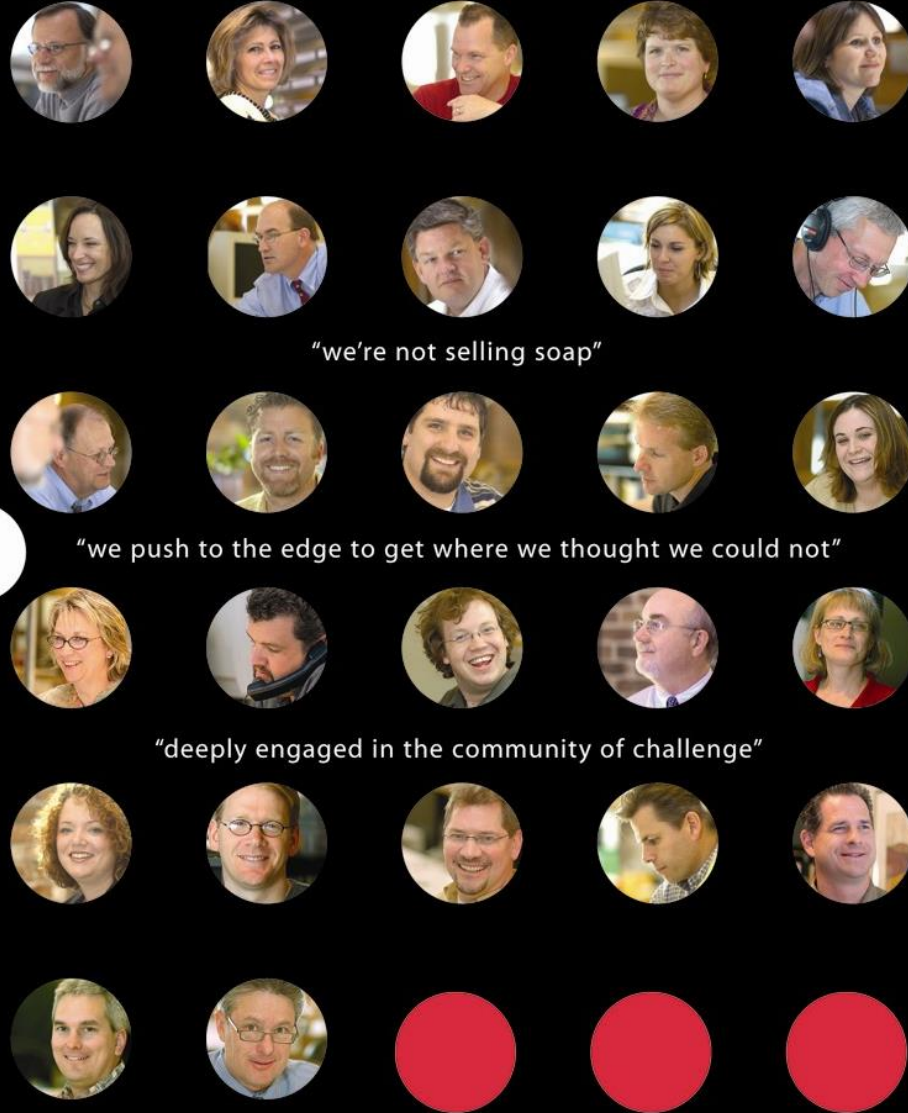 “we’re not selling soap”
“we push to the edge to get where we thought we could not”
“deeply engaged in the community of challenge”